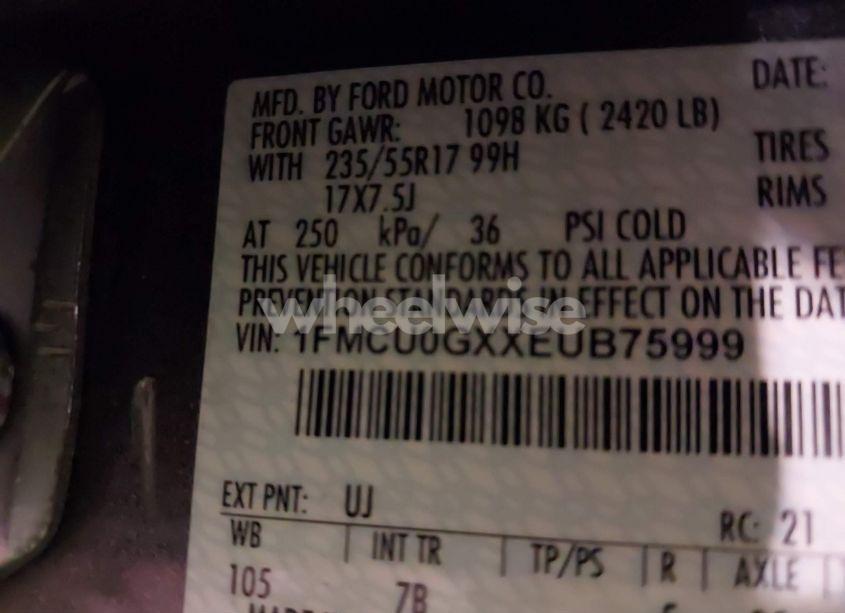 MFD. BY FORD MOTOR CO.
DATE:
FRONT GAWR: 1098 KG ( 2420 LB)
WITH 235/55R17 99H
TIRES
17X7.5J
RIMS
AT 250 kPa/ 36 PSI COLD
THIS VEHICLE CONFORMS TO ALL APPLICABLE FE
PREVENTION STANDARDS IN EFFECT ON THE DAT
wheelwise
VIN: 1FMCU0GXXEUB75999
EXT PNT: UJ
RC: 21
WB INT TR TP/PS R AXLE
105 7B